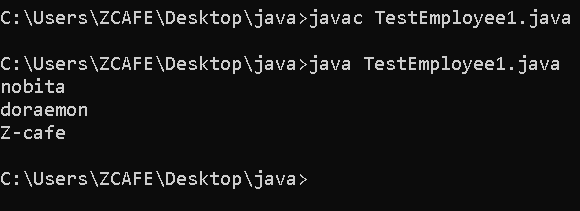 C:\Users\ZCAFE\Desktop\java>javac TestEmployee1.java
C:\Users\ZCAFE\Desktop\java>java TestEmployee1.java
nobita
doraemon
Z-cafe
C:\Users\ZCAFE\Desktop\java>